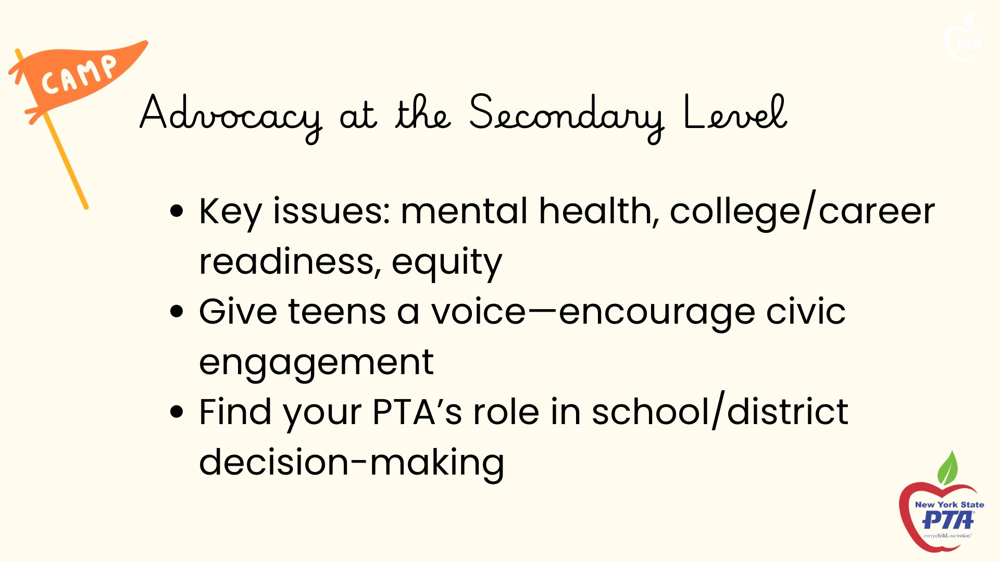 CAMP
PTA
Advocacy at the Secondary Level
• Key issues: mental health, college/career
readiness, equity
• Give teens a voice—encourage civic
engagement
• Find your PTA’s role in school/district
decision-making
New York State
PTA®
everychild.onevoice.®